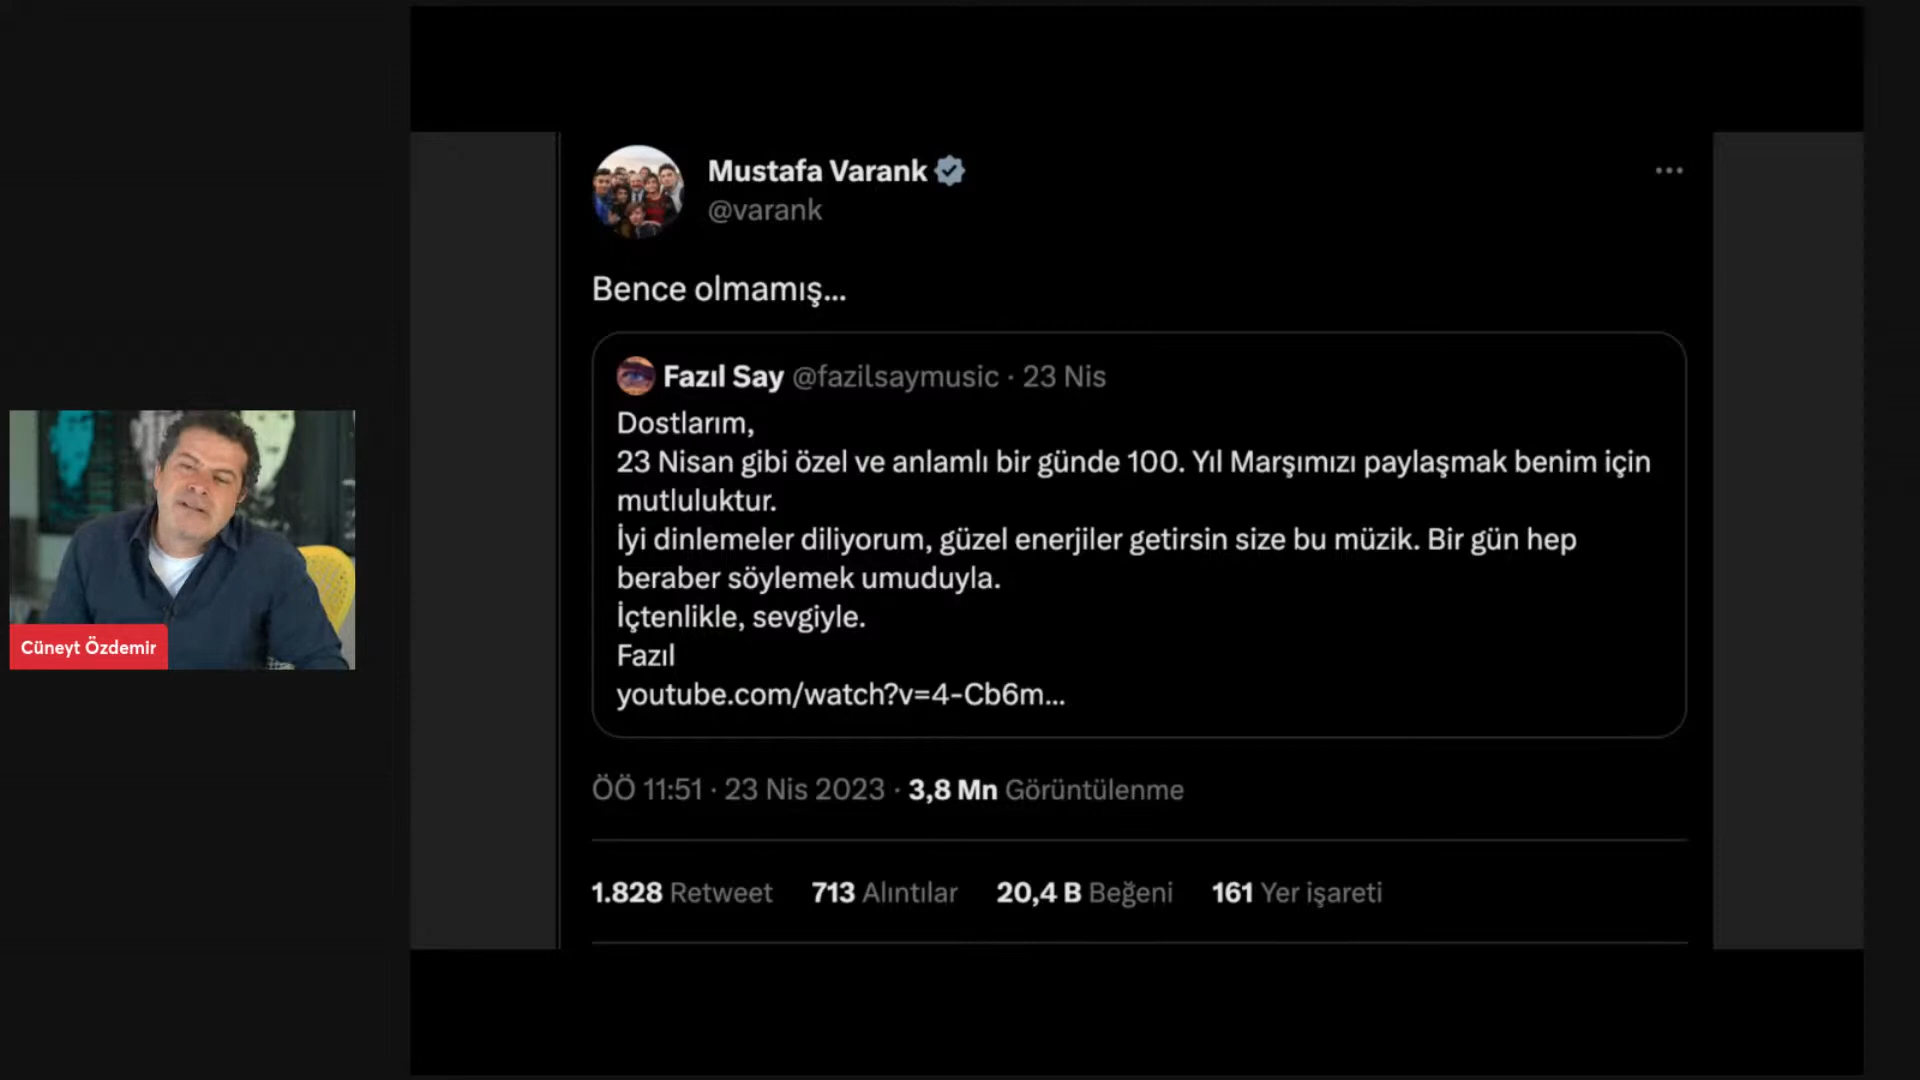 Mustafa Varank
@varank
Bence olmamış...
Fazıl Say @fazilsaymusic · 23 Nis
Dostlarım,
23 Nisan gibi özel ve anlamlı bir günde 100. Yıl Marşımızı paylaşmak benim için
mutluluktur.
İyi dinlemeler diliyorum, güzel enerjiler getirsin size bu müzik. Bir gün hep
beraber söylemek umuduyla.
İçtenlikle, sevgiyle.
Fazıl
youtube.com/watch?v=4-Cb6m...
ÖÖ 11:51 · 23 Nis 2023 · 3,8 Mn Görüntülenme
1.828 Retweet 713 Alıntılar 20,4 B Beğeni 161 Yer işareti
Cüneyt Özdemir